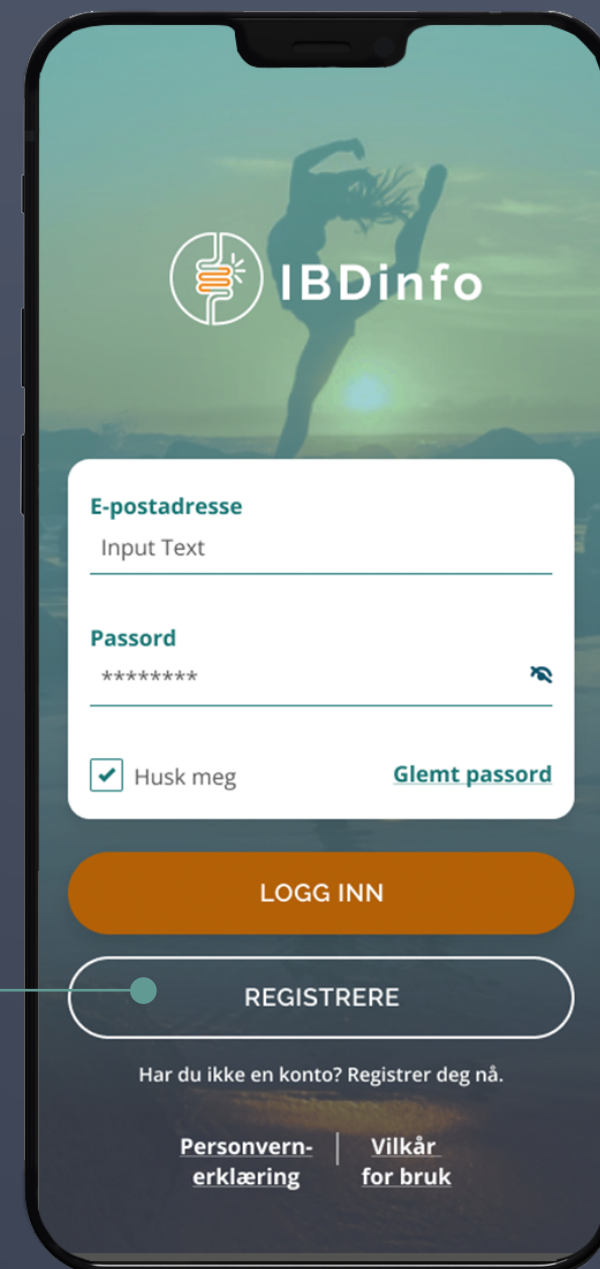 IBDinfo
E-postadresse
Input Text
Passord
********
Husk meg
Glemt passord
LOGG INN
REGISTRERE
Har du ikke en konto? Registrer deg nå.
Personvern-
erklæring
Vilkår
for bruk